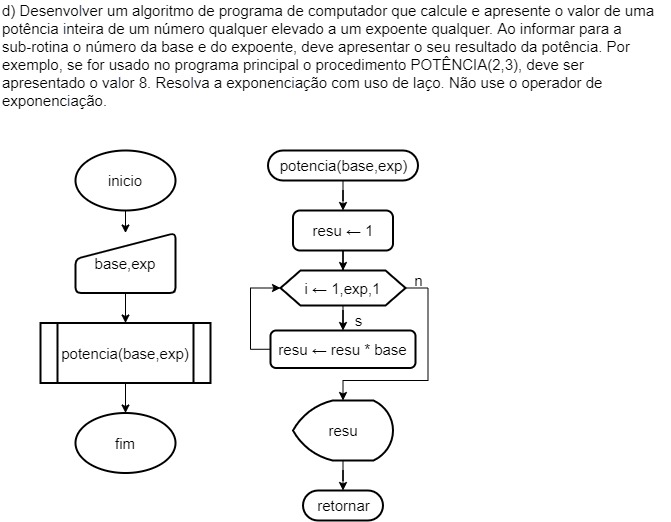 d) Desenvolver um algoritmo de programa de computador que calcule e apresente o valor de uma
potência inteira de um número qualquer elevado a um expoente qualquer. Ao informar para a
sub-rotina o número da base e do expoente, deve apresentar o seu resultado da potência. Por
exemplo, se for usado no programa principal o procedimento POTÊNCIA(2,3), deve ser
apresentado o valor 8. Resolva a exponenciação com uso de laço. Não use o operador de
exponenciação.
inicio
base,exp
potencia(base,exp)
fim
potencia(base,exp)
resu ← 1
i ← 1,exp,1
n
s
resu ← resu * base
resu
retornar